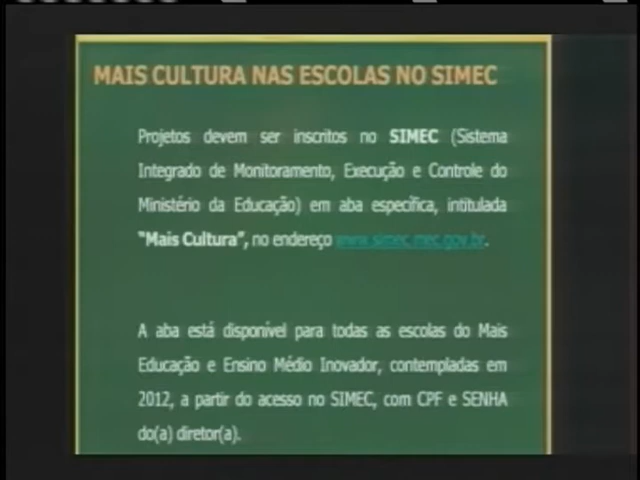 MAIS CULTURA NAS ESCOLAS NO SIMEC
Projetos devem ser inscritos no SIMEC (Sistema
Integrado de Monitoramento, Execução e Controle do
Ministério da Educação) em aba específica, intitulada
"Mais Cultura", no endereço www.simec.mec.gov.br.
A aba está disponível para todas as escolas do Mais
Educação e Ensino Médio Inovador, contempladas em
2012, a partir do acesso no SIMEC, com CPF e SENHA
do(a) diretor(a).